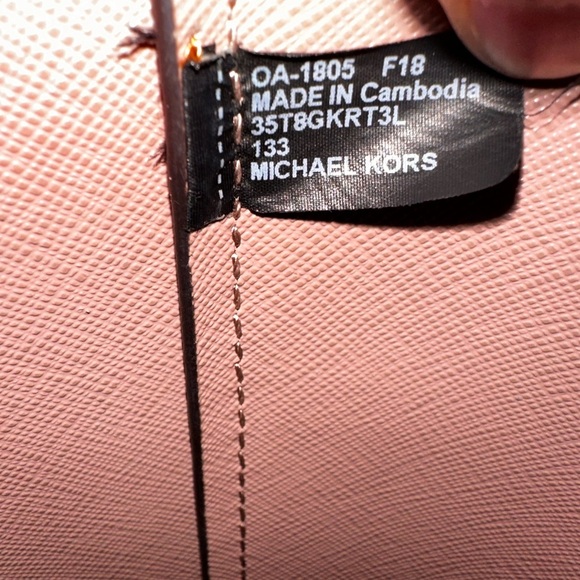 OA-1805 F18
MADE IN Cambodia
35T8GKRT3L
133
MICHAEL KORS